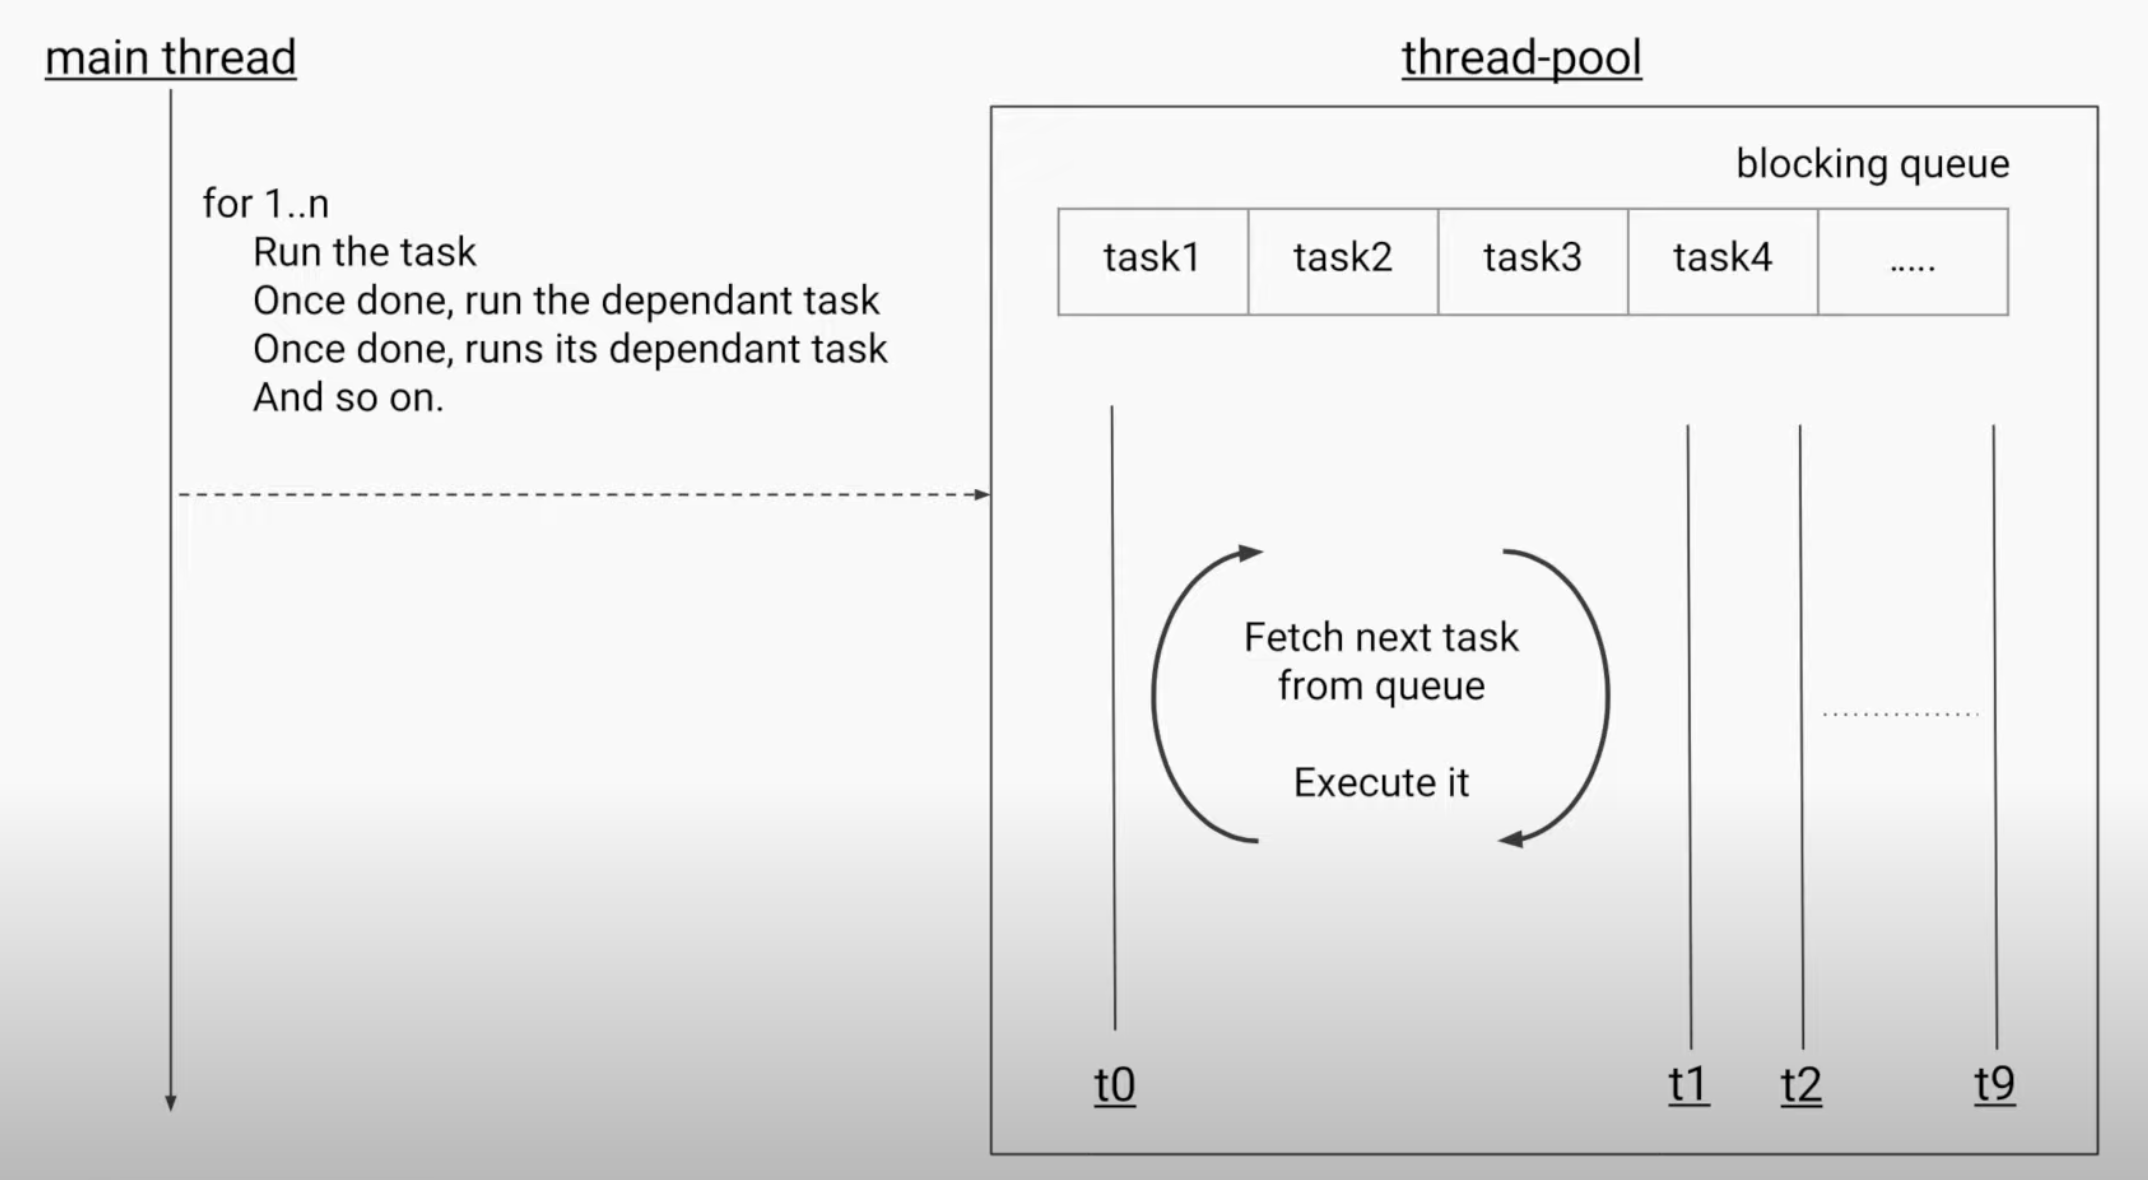 main thread
for 1..n
Run the task
Once done, run the dependant task
Once done, runs its dependant task
And so on.
thread-pool
blocking queue
task1 task2 task3 task4 .....
Fetch next task
from queue
Execute it
t0 t1 t2 t9